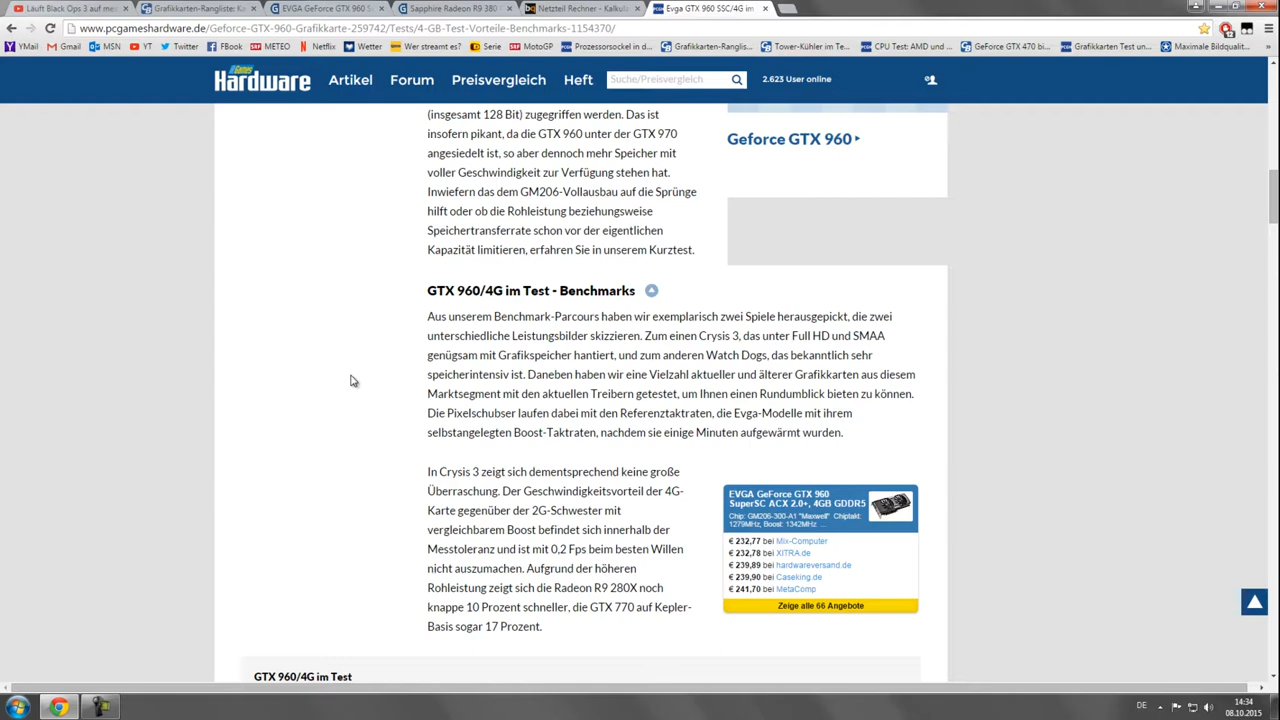 Läuft Black Ops 3 auf mei
Grafikkarten-Rangliste: K
EVGA GeForce GTX 960 S
Sapphire Radeon R9 380
Netzteil Rechner - Kalkula
Evga GTX 960 SSC/4G im
www.pcgameshardware.de/Geforce-GTX-960-Grafikkarte-259742/Tests/4-GB-Test-Vorteile-Benchmarks-1154370/
YMail
Gmail
MSN
YT
Twitter
FBook
METEO
Netflix
Wetter
Wer streamt es?
Serie
MotoGP
Prozessorsockel in d...
Grafikkarten-Ranglis...
Tower-Kühler im Te...
CPU Test: AMD und ...
GeForce GTX 470 bi...
Grafikkarten Test un...
Maximale Bildqualit...
Games
Hardware
Artikel
Forum
Preisvergleich
Heft
Suche/Preisvergleich
2.623 User online
(insgesamt 128 Bit) zugegriffen werden. Das ist
insofern pikant, da die GTX 960 unter der GTX 970
angesiedelt ist, so aber dennoch mehr Speicher mit
voller Geschwindigkeit zur Verfügung stehen hat.
Inwiefern das dem GM206-Vollausbau auf die Sprünge
hilft oder ob die Rohleistung beziehungsweise
Speichertransferrate schon vor der eigentlichen
Kapazität limitieren, erfahren Sie in unserem Kurztest.
Geforce GTX 960
GTX 960/4G im Test - Benchmarks
Aus unserem Benchmark-Parcours haben wir exemplarisch zwei Spiele herausgepickt, die zwei
unterschiedliche Leistungsbilder skizzieren. Zum einen Crysis 3, das unter Full HD und SMAA
genügsam mit Grafikspeicher hantiert, und zum anderen Watch Dogs, das bekanntlich sehr
speicherintensiv ist. Daneben haben wir eine Vielzahl aktueller und älterer Grafikkarten aus diesem
Marktsegment mit den aktuellen Treibern getestet, um Ihnen einen Rundumblick bieten zu können.
Die Pixelschubser laufen dabei mit den Referenztaktraten, die Evga-Modelle mit ihrem
selbstangelegten Boost-Taktraten, nachdem sie einige Minuten aufgewärmt wurden.
In Crysis 3 zeigt sich dementsprechend keine große
Überraschung. Der Geschwindigkeitsvorteil der 4G-
Karte gegenüber der 2G-Schwester mit
vergleichbarem Boost befindet sich innerhalb der
Messtoleranz und ist mit 0,2 Fps beim besten Willen
nicht auszumachen. Aufgrund der höheren
Rohleistung zeigt sich die Radeon R9 280X noch
knappe 10 Prozent schneller, die GTX 770 auf Kepler-
Basis sogar 17 Prozent.
EVGA GeForce GTX 960
SuperSC ACX 2.0+, 4GB GDDR5
Chip: GM206-300-A1 "Maxwell" Chiptakt:
1279MHz, Boost: 1342MHz ...
€ 232,77 bei Mix-Computer
€ 232,78 bei XITRA.de
€ 239,89 bei hardwareversand.de
€ 239,90 bei Caseking.de
€ 241,70 bei MetaComp
Zeige alle 66 Angebote
GTX 960/4G im Test
DE
14:34
08.10.2015